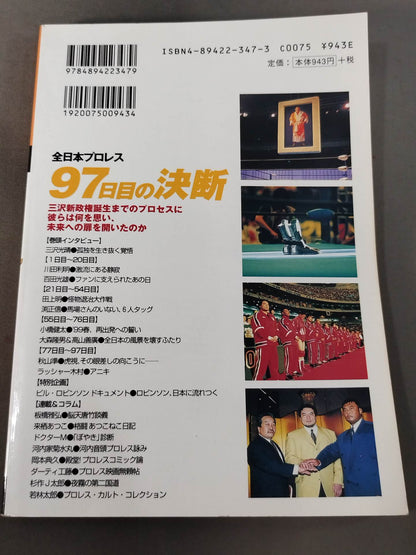 ISBN4-89422-347-3 C0075 ¥943E
定価:本体943円+税
9784894223479
1920075009434
全日本プロレス
97日目の決断
三沢新政権誕生までのプロセスに
彼らは何を思い、
未来への扉を開いたのか
【巻頭インタビュー】
三沢光晴●孤独を生き抜く覚悟
【1日目~20日目】
川田利明●激流にある静寂
百田光雄●ファンに支えられたあの日
【21日目~54日目】
田上明●怪物退治大作戦
渕正信●馬場さんのいない、6人タッグ
【55日目~76日目】
小橋健太●'99春、再出発への誓い
大森隆男&高山善廣●全日本の風景を壊すふたり
【77日目~97日目】
秋山準●虎視、その眼差しの向こうに──
ラッシャー木村●アニキ
【特別企画】
ビル・ロビンソン ドキュメント●ロビンソン、日本に流れつく
【連載&コラム】
板橋雅弘●脳天唐竹談義
来栖あつこ●格闘 あつこねこ日記
ドクターM●「ぼやき」診断
河内家菊水丸●河内音頭プロレス詠み
岡本典久●殿堂!プロレスコミック論
ダーティ工藤●プロレス映画無頼帖
杉作J太郎●夜霧の第二国道
若林太郎●プロレス・カルト・コレクション